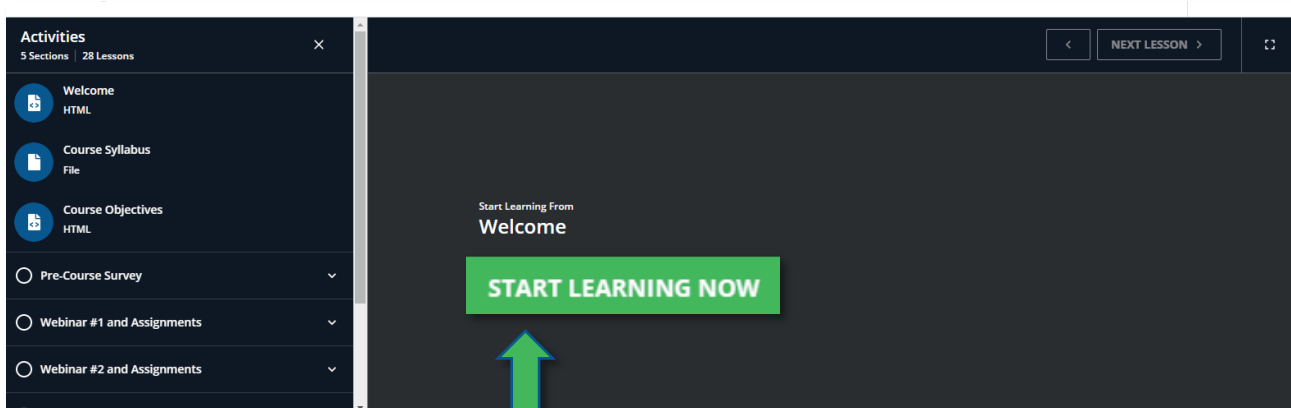 Activities
5 Sections | 28 Lessons
Welcome
HTML
Course Syllabus
File
Course Objectives
HTML
Pre-Course Survey
Webinar #1 and Assignments
Webinar #2 and Assignments
NEXT LESSON
Start Learning From
Welcome
START LEARNING NOW